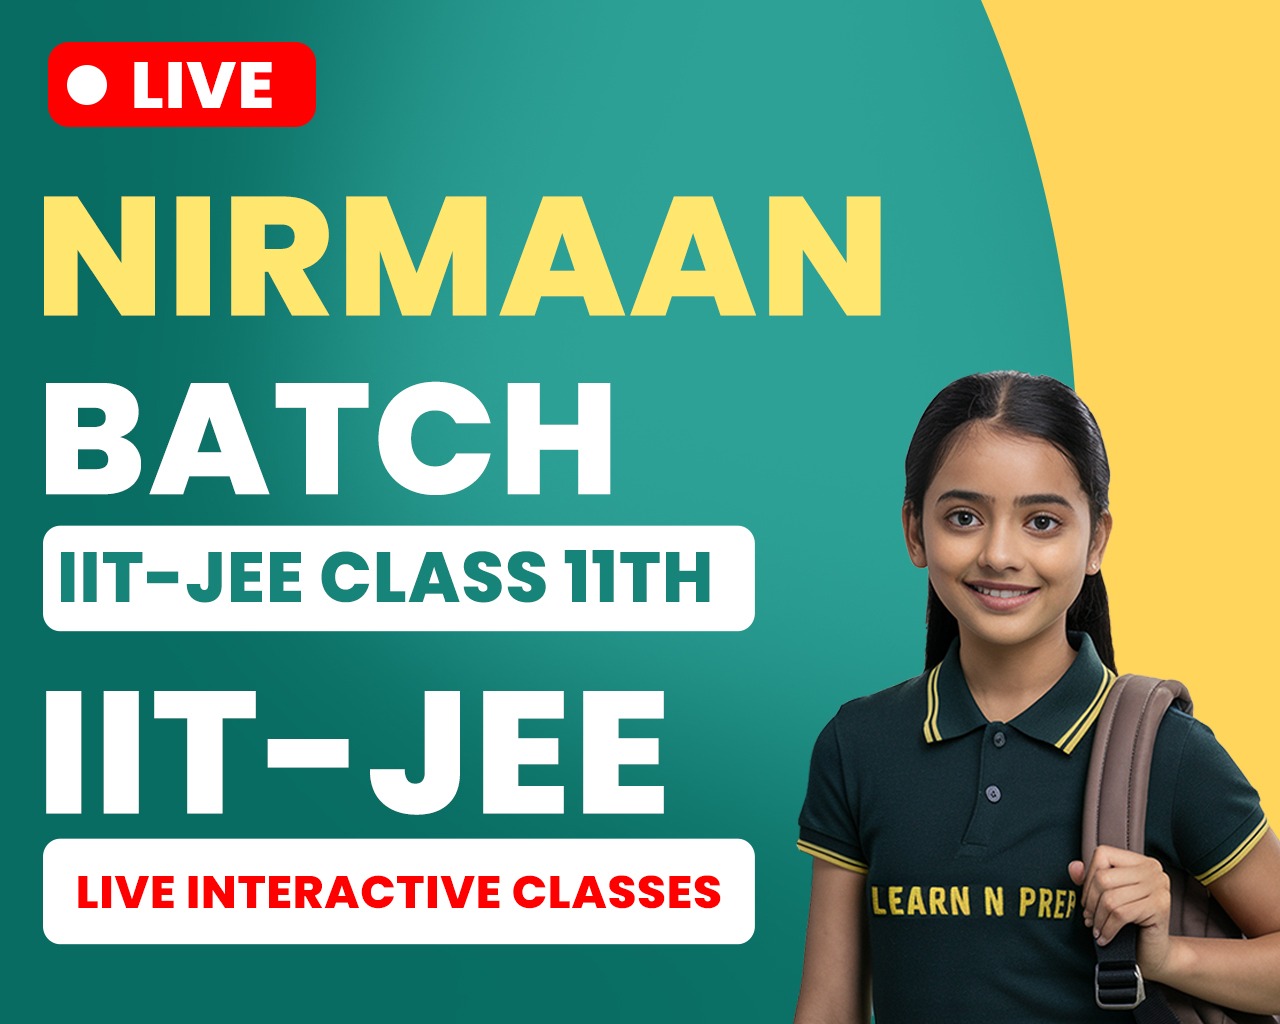 LIVE
NIRMAAN
BATCH
IIT-JEE CLASS 11TH
IIT-JEE
LIVE INTERACTIVE CLASSES
LEARN N PREP